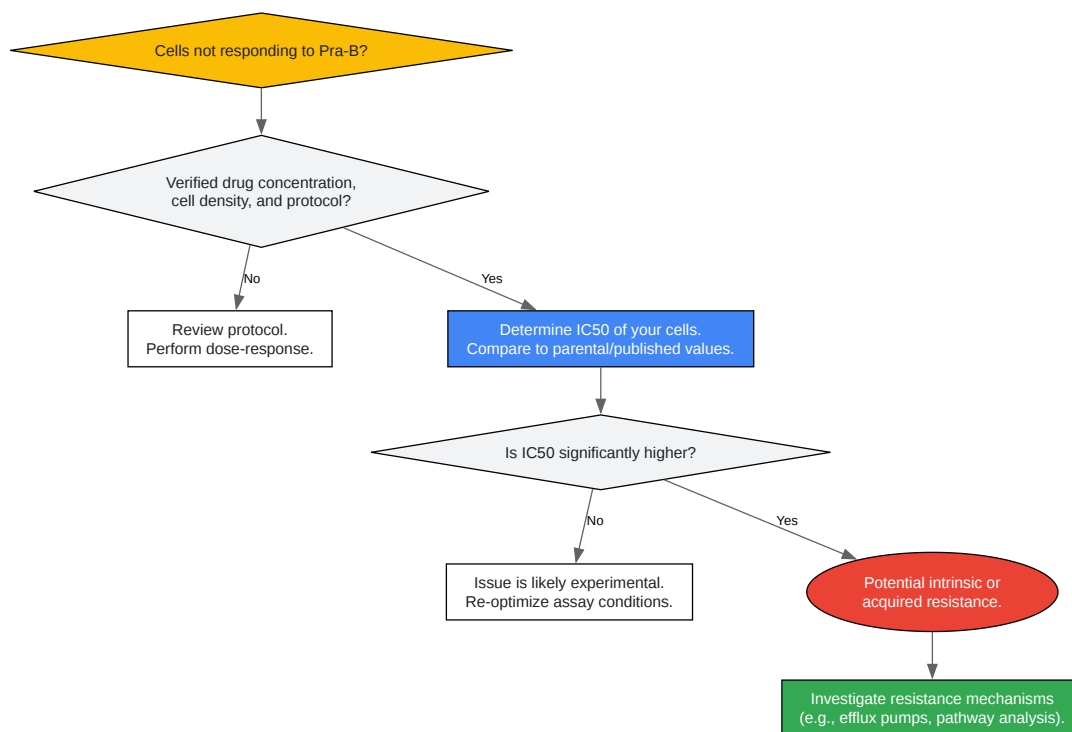 Cells not responding to Pra-B?
Verified drug concentration,
cell density, and protocol?
No
Yes
Review protocol.
Perform dose-response.
Determine IC50 of your cells.
Compare to parental/published values.
Is IC50 significantly higher?
No
Yes
Issue is likely experimental.
Re-optimize assay conditions.
Potential intrinsic or
acquired resistance.
Investigate resistance mechanisms
(e.g., efflux pumps, pathway analysis).